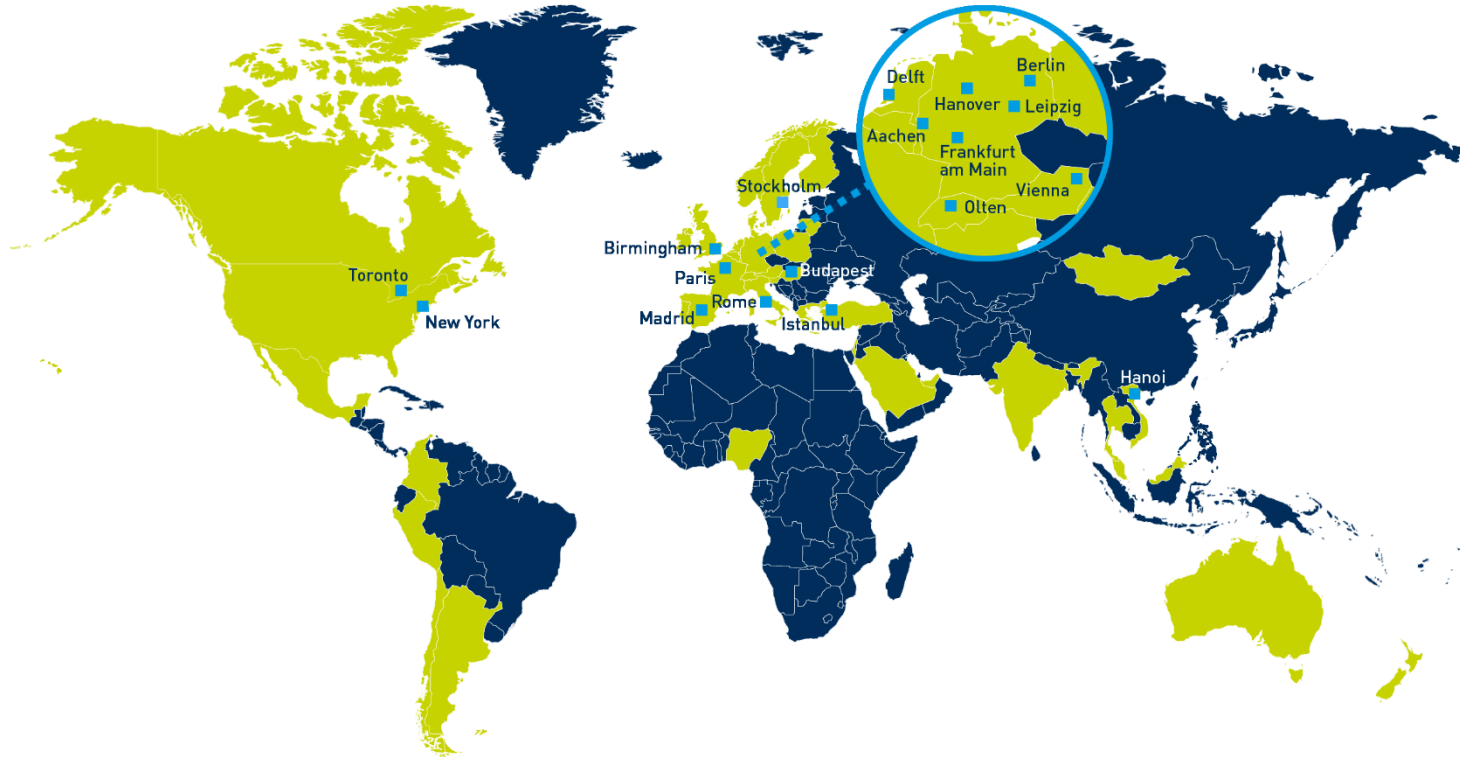 Delft
Berlin
Hanover
Leipzig
Aachen
Frankfurt
am Main
Vienna
Olten
Stockholm
Birmingham
Paris
Budapest
Toronto
New York
Rome
Madrid
Istanbul
Hanoi